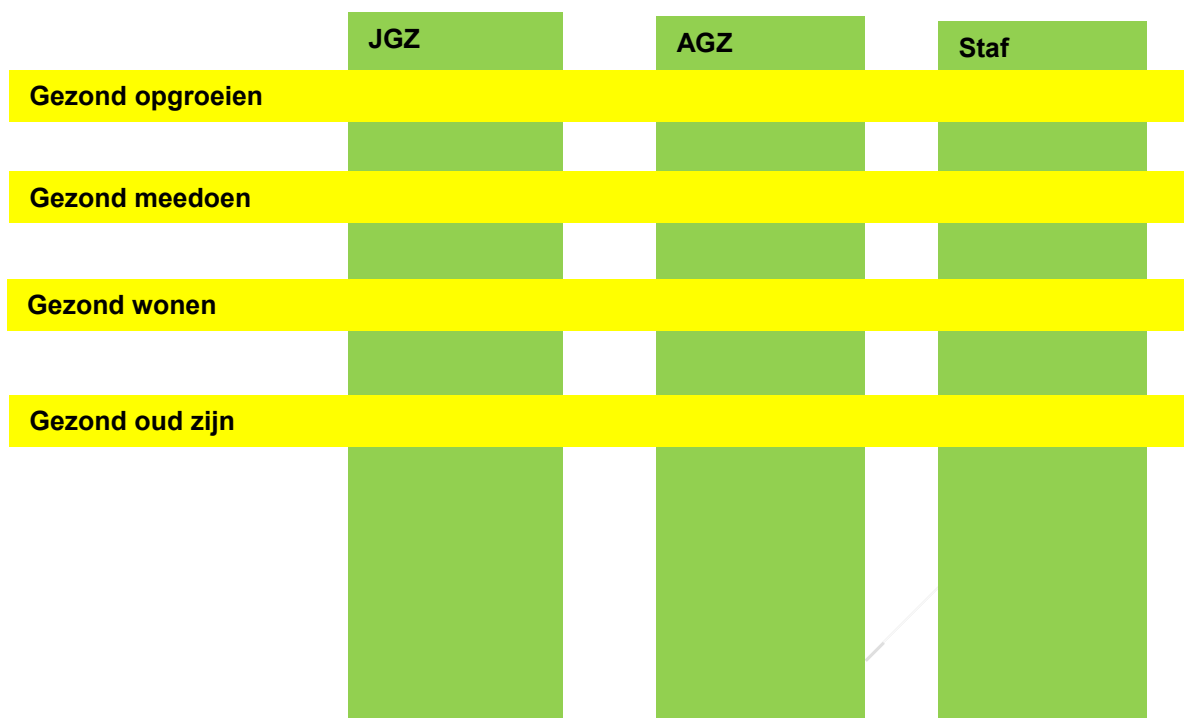 JGZ
AGZ
Staf
Gezond opgroeien
Gezond meedoen
Gezond wonen
Gezond oud zijn